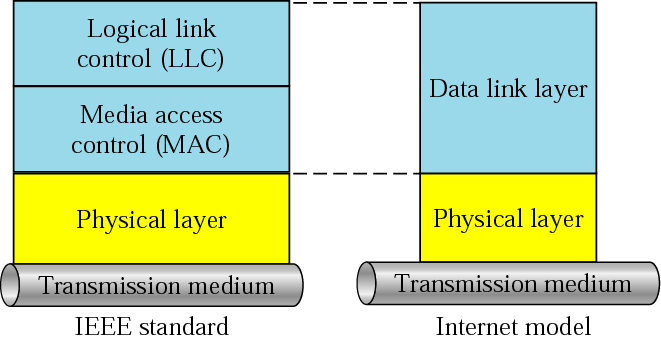 Logical link
control (LLC)
Media access
control (MAC)
Physical layer
Transmission medium
IEEE standard
Data link layer
Physical layer
Transmission medium
Internet model